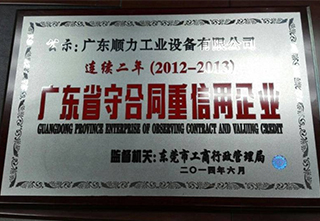 公示:广东顺力工业设备有限公司
连续二年(2012-2013)
广东省守合同重信用企业
GUANGDONG PROVINCE ENTERPRISE OF OBSERVING CONTRACT AND VALUING CREDIT
监督机关:东莞市工商行政管理局
二〇一四年六月